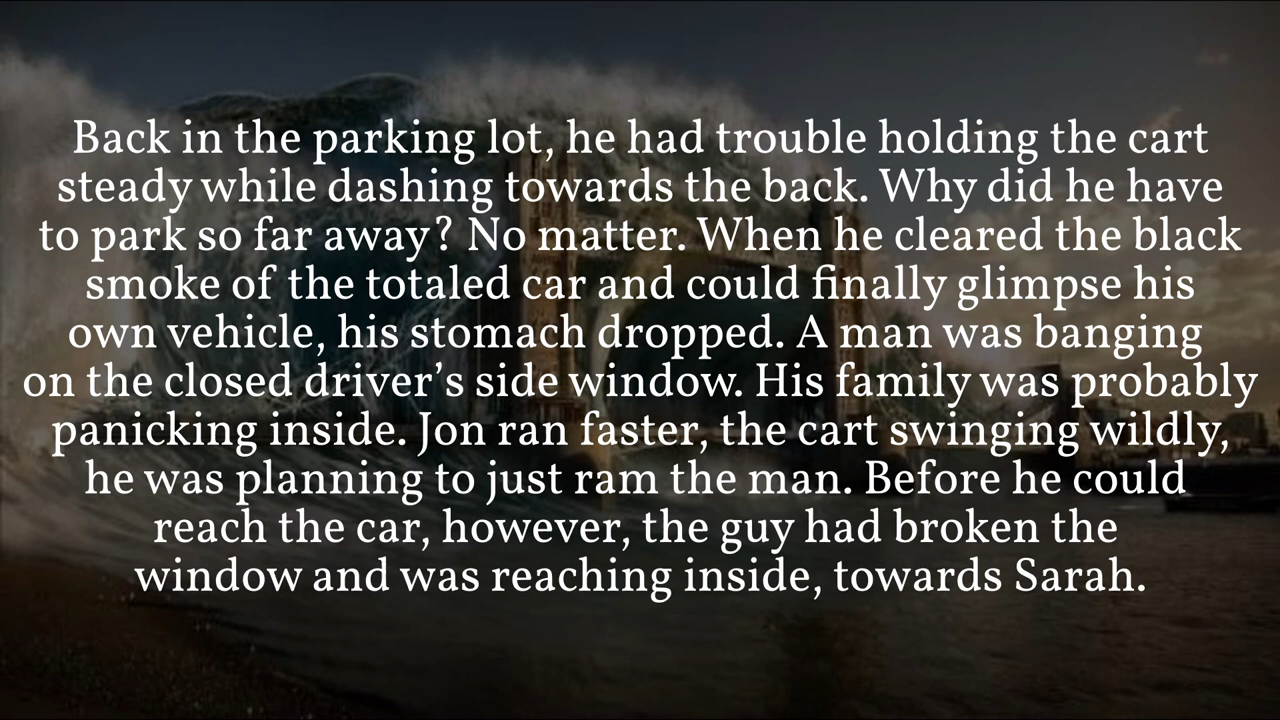 Back in the parking lot, he had trouble holding the cart
steady while dashing towards the back. Why did he have
to park so far away? No matter. When he cleared the black
smoke of the totaled car and could finally glimpse his
own vehicle, his stomach dropped. A man was banging
on the closed driver’s side window. His family was probably
panicking inside. Jon ran faster, the cart swinging wildly,
he was planning to just ram the man. Before he could
reach the car, however, the guy had broken the
window and was reaching inside, towards Sarah.